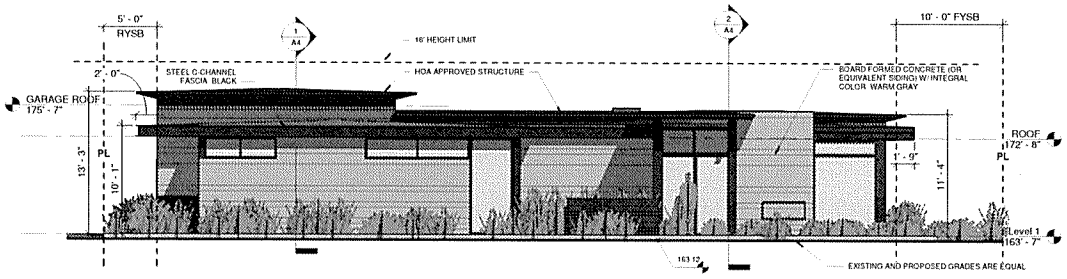 5' - 0"
RYSB
1
A4
16' HEIGHT LIMIT
2
A4
10' - 0" FYSB
2' - 0"
STEEL C-CHANNEL
FASCIA BLACK
HOA APPROVED STRUCTURE
BOARD FORMED CONCRETE (OR
EQUIVALENT SIDING) W/ INTEGRAL
COLOR WARM GRAY
GARAGE ROOF
175' - 7"
ROOF
172' - 8"
PL
PL
13' - 3"
10' - 1"
1' - 9"
11' - 4"
Level 1
163' - 7"
163.12
EXISTING AND PROPOSED GRADES ARE EQUAL